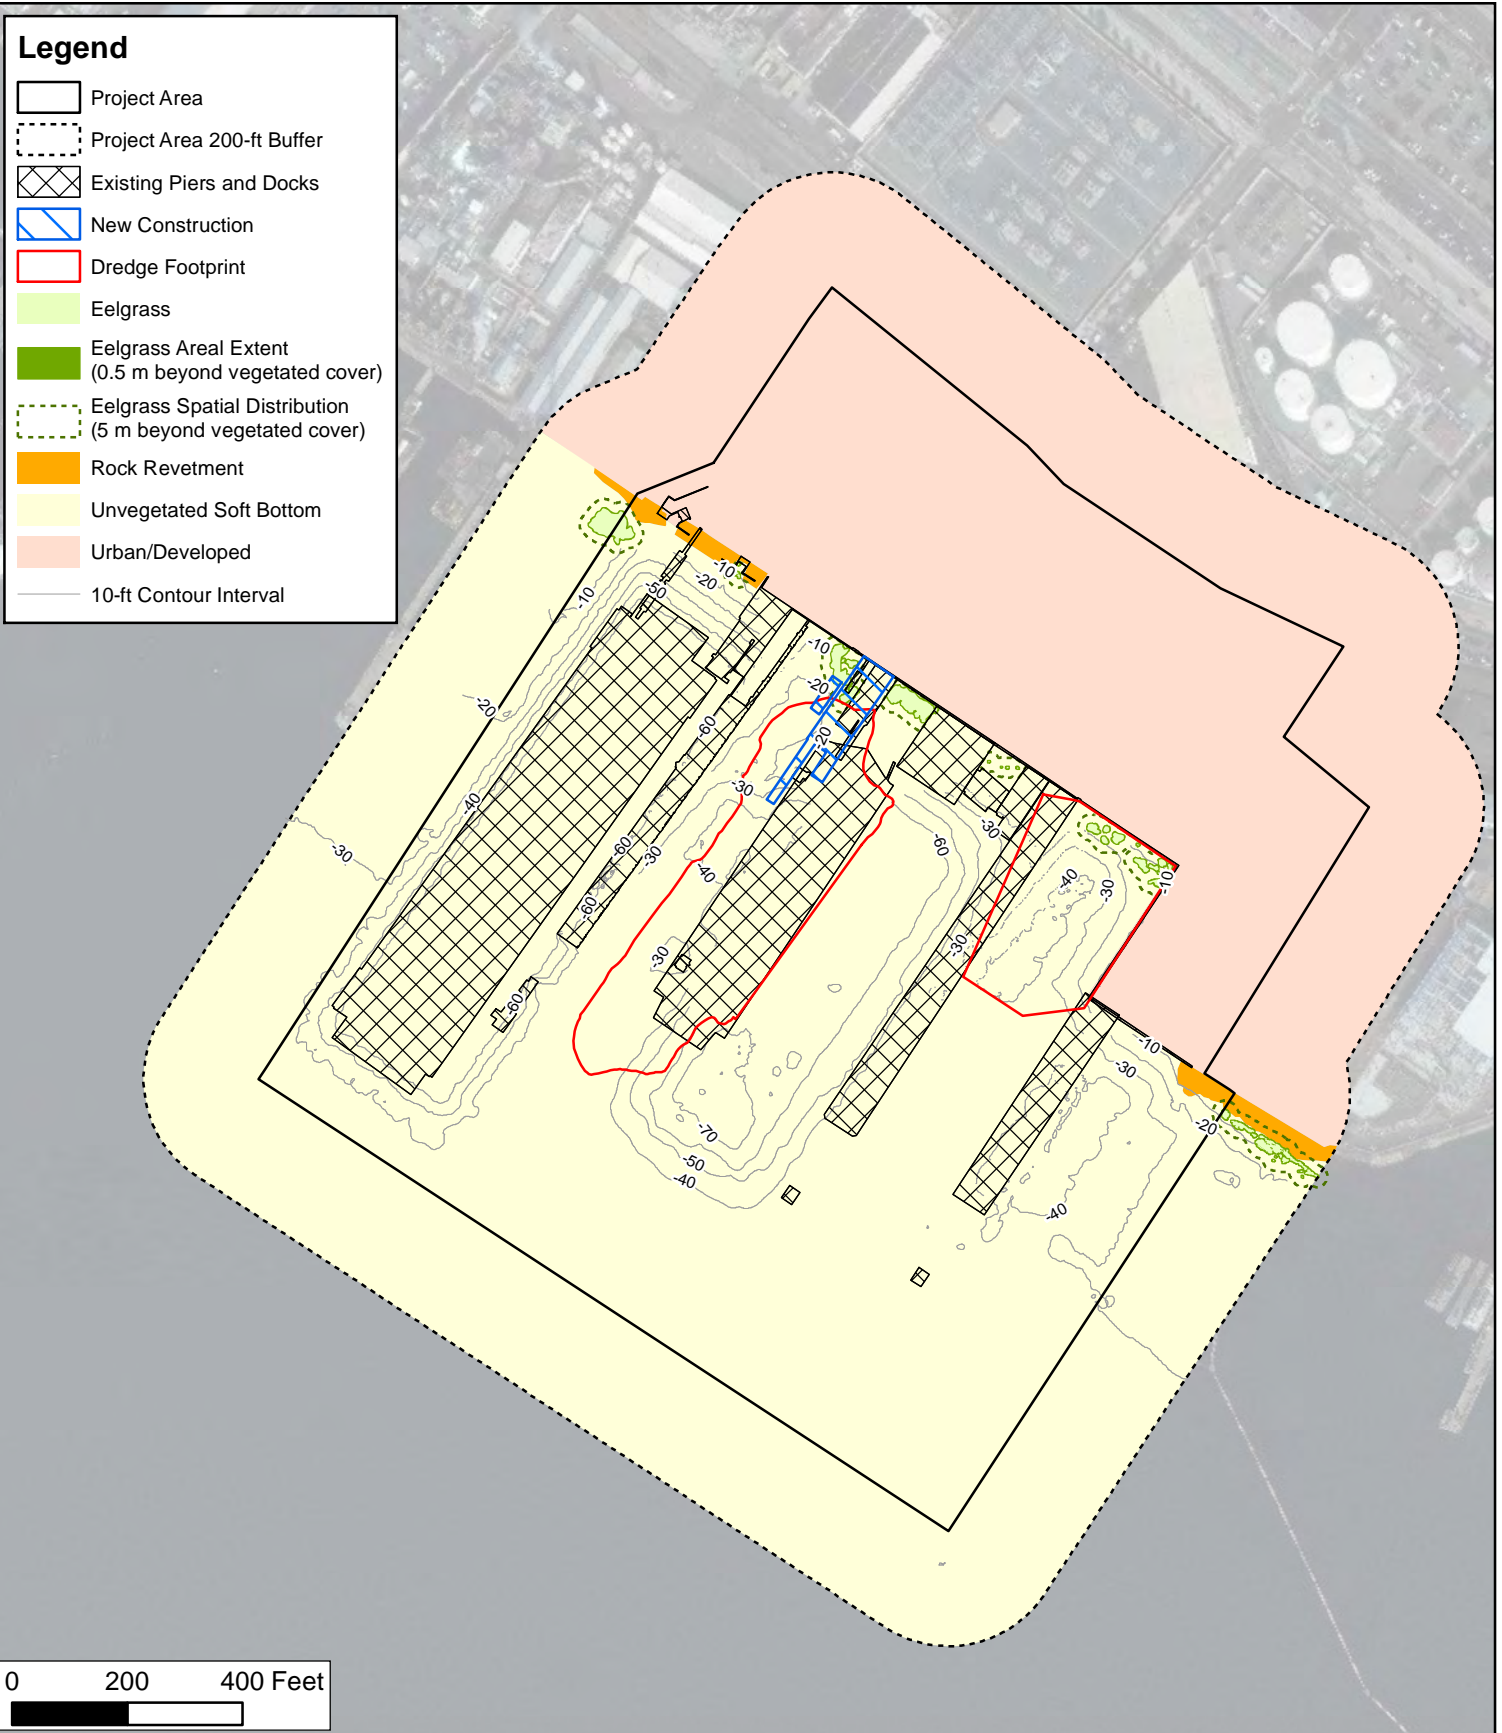 Legend
Project Area
Project Area 200-ft Buffer
Existing Piers and Docks
New Construction
Dredge Footprint
Eelgrass
Eelgrass Areal Extent
(0.5 m beyond vegetated cover)
Eelgrass Spatial Distribution
(5 m beyond vegetated cover)
Rock Revetment
Unvegetated Soft Bottom
Urban/Developed
10-ft Contour Interval
-10
-20
-50
-10
-10
-20
-20
-60
-20
-30
-40
-30
-60
-30
-60
-40
-30
-60
-30
-40
-30
-10
-30
-60
-10
-30
-20
-70
-50
-40
-40
0 200 400 Feet